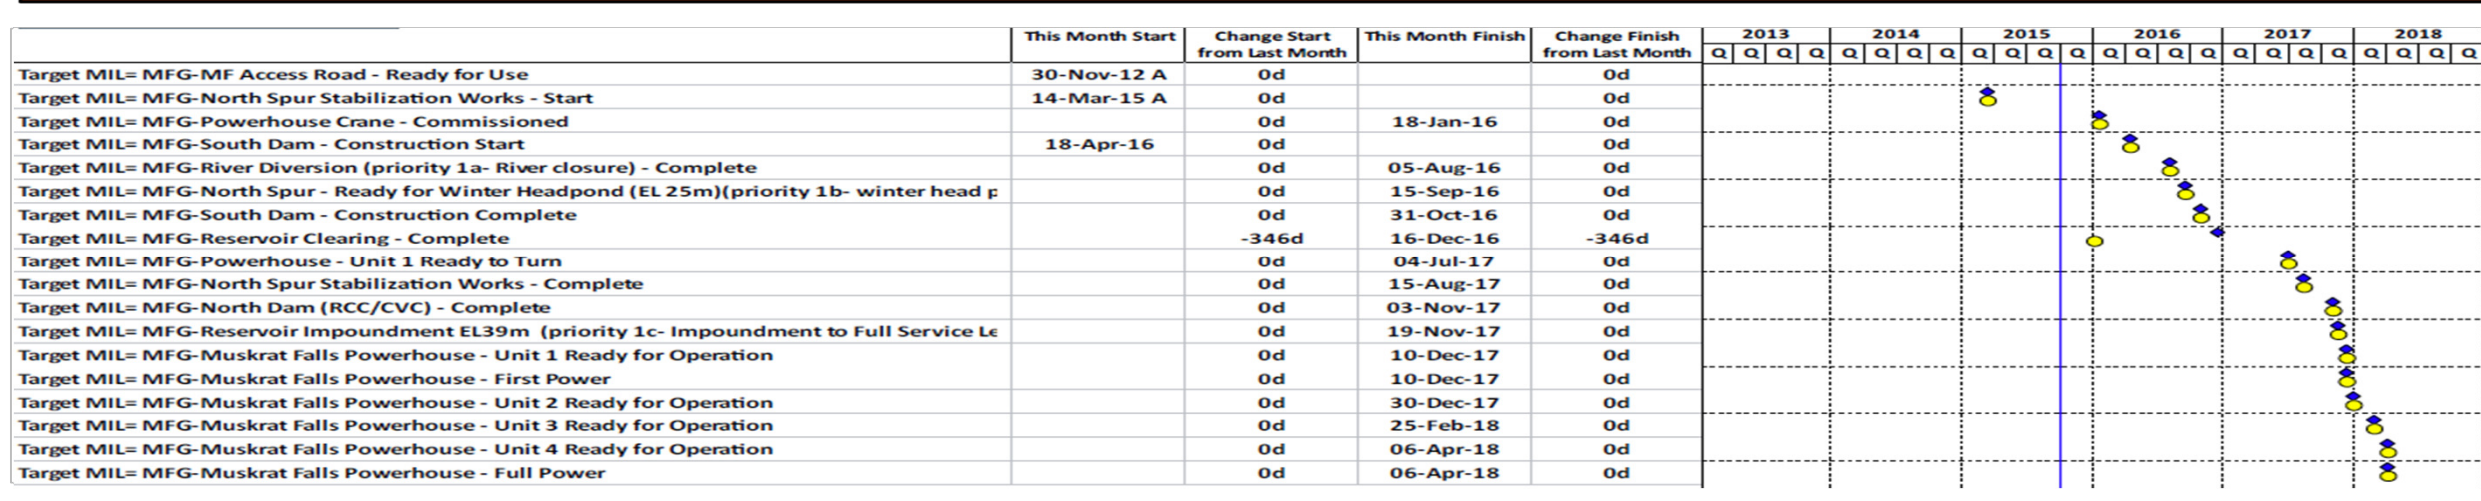 This Month Start Change Start from Last Month This Month Finish Change Finish from Last Month 2013 2014 2015 2016 2017 2018
Q Q Q Q Q Q Q Q Q Q Q Q Q Q Q Q Q Q Q Q Q Q Q Q
Target MIL= MFG-MF Access Road - Ready for Use 30-Nov-12 A 0d 0d
Target MIL= MFG-North Spur Stabilization Works - Start 14-Mar-15 A 0d 0d
Target MIL= MFG-Powerhouse Crane - Commissioned 0d 18-Jan-16 0d
Target MIL= MFG-South Dam - Construction Start 18-Apr-16 0d 0d
Target MIL= MFG-River Diversion (priority 1a- River closure) - Complete 0d 05-Aug-16 0d
Target MIL= MFG-North Spur - Ready for Winter Headpond (EL 25m)(priority 1b- winter head p 0d 15-Sep-16 0d
Target MIL= MFG-South Dam - Construction Complete 0d 31-Oct-16 0d
Target MIL= MFG-Reservoir Clearing - Complete -346d 16-Dec-16 -346d
Target MIL= MFG-Powerhouse - Unit 1 Ready to Turn 0d 04-Jul-17 0d
Target MIL= MFG-North Spur Stabilization Works - Complete 0d 15-Aug-17 0d
Target MIL= MFG-North Dam (RCC/CVC) - Complete 0d 03-Nov-17 0d
Target MIL= MFG-Reservoir Impoundment EL39m (priority 1c- Impoundment to Full Service Le 0d 19-Nov-17 0d
Target MIL= MFG-Muskrat Falls Powerhouse - Unit 1 Ready for Operation 0d 10-Dec-17 0d
Target MIL= MFG-Muskrat Falls Powerhouse - First Power 0d 10-Dec-17 0d
Target MIL= MFG-Muskrat Falls Powerhouse - Unit 2 Ready for Operation 0d 30-Dec-17 0d
Target MIL= MFG-Muskrat Falls Powerhouse - Unit 3 Ready for Operation 0d 25-Feb-18 0d
Target MIL= MFG-Muskrat Falls Powerhouse - Unit 4 Ready for Operation 0d 06-Apr-18 0d
Target MIL= MFG-Muskrat Falls Powerhouse - Full Power 0d 06-Apr-18 0d